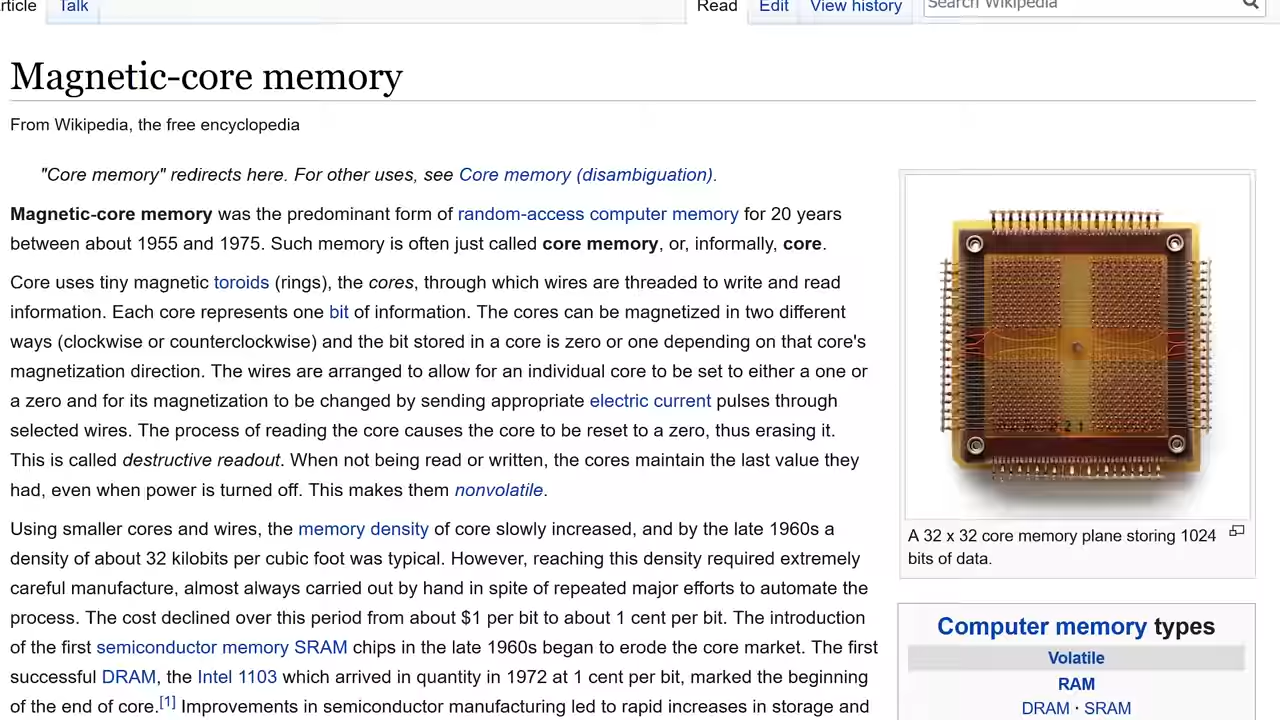 Article Talk Read Edit View history Search Wikipedia
Magnetic-core memory
From Wikipedia, the free encyclopedia
"Core memory" redirects here. For other uses, see Core memory (disambiguation).
Magnetic-core memory was the predominant form of random-access computer memory for 20 years
between about 1955 and 1975. Such memory is often just called core memory, or, informally, core.
Core uses tiny magnetic toroids (rings), the cores, through which wires are threaded to write and read
information. Each core represents one bit of information. The cores can be magnetized in two different
ways (clockwise or counterclockwise) and the bit stored in a core is zero or one depending on that core's
magnetization direction. The wires are arranged to allow for an individual core to be set to either a one or
a zero and for its magnetization to be changed by sending appropriate electric current pulses through
selected wires. The process of reading the core causes the core to be reset to a zero, thus erasing it.
This is called destructive readout. When not being read or written, the cores maintain the last value they
had, even when power is turned off. This makes them nonvolatile.
Using smaller cores and wires, the memory density of core slowly increased, and by the late 1960s a
density of about 32 kilobits per cubic foot was typical. However, reaching this density required extremely
careful manufacture, almost always carried out by hand in spite of repeated major efforts to automate the
process. The cost declined over this period from about $1 per bit to about 1 cent per bit. The introduction
of the first semiconductor memory SRAM chips in the late 1960s began to erode the core market. The first
successful DRAM, the Intel 1103 which arrived in quantity in 1972 at 1 cent per bit, marked the beginning
of the end of core.[1] Improvements in semiconductor manufacturing led to rapid increases in storage and
A 32 x 32 core memory plane storing 1024
bits of data.
Computer memory types
Volatile
RAM
DRAM · SRAM